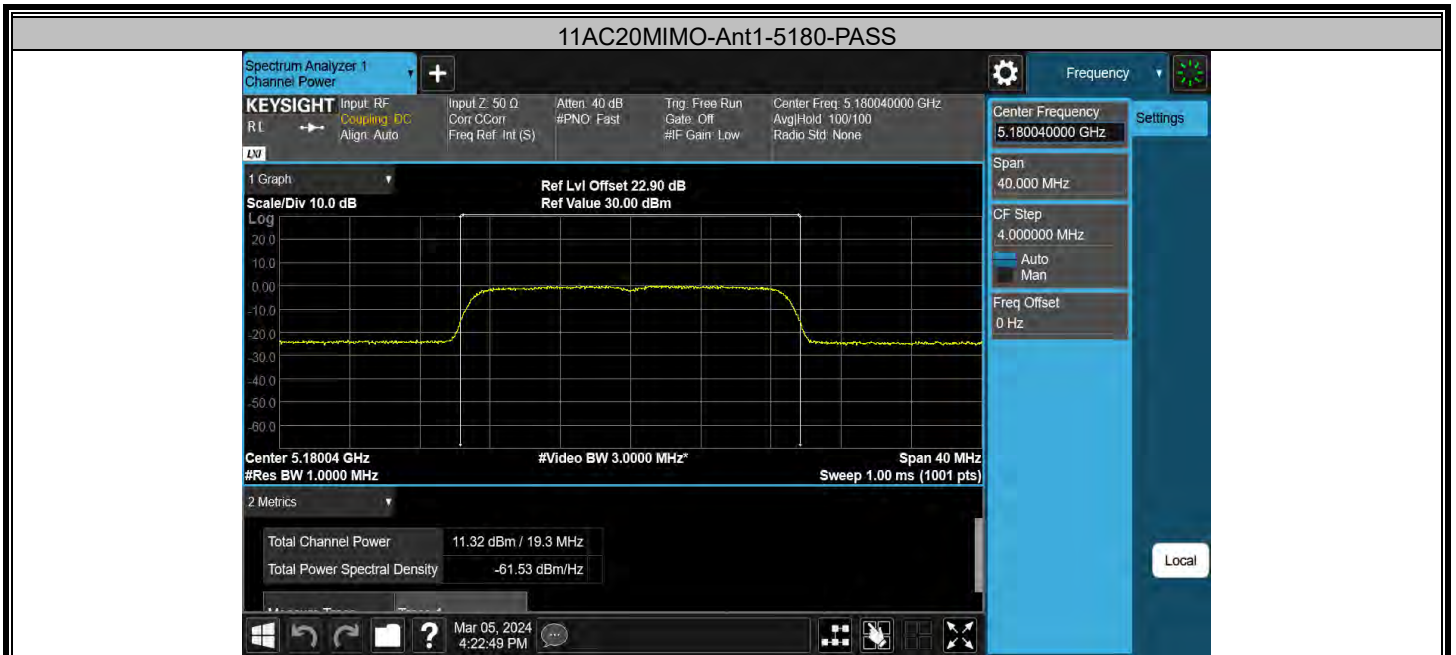 11AC20MIMO-Ant1-5180-PASS
Spectrum Analyzer 1
Channel Power
+
Frequency
KEYSIGHT
RL
LXI
Input: RF
Coupling: DC
Align: Auto
Input Z: 50 Ω
Corr CCorr
Freq Ref: Int (S)
Atten: 40 dB
#PNO: Fast
Trig: Free Run
Gate: Off
#IF Gain: Low
Center Freq: 5.180040000 GHz
Avg|Hold: 100/100
Radio Std: None
Center Frequency
5.180040000 GHz
Settings
Span
40.000 MHz
CF Step
4.000000 MHz
Auto
Man
Freq Offset
0 Hz
Local
1 Graph
Scale/Div 10.0 dB
Ref Lvl Offset 22.90 dB
Ref Value 30.00 dBm
Log
20.0
10.0
0.00
-10.0
-20.0
-30.0
-40.0
-50.0
-60.0
Center 5.18004 GHz
#Video BW 3.0000 MHz*
Span 40 MHz
#Res BW 1.0000 MHz
Sweep 1.00 ms (1001 pts)
2 Metrics
Total Channel Power 11.32 dBm / 19.3 MHz
Total Power Spectral Density -61.53 dBm/Hz
?
Mar 05, 2024
4:22:49 PM